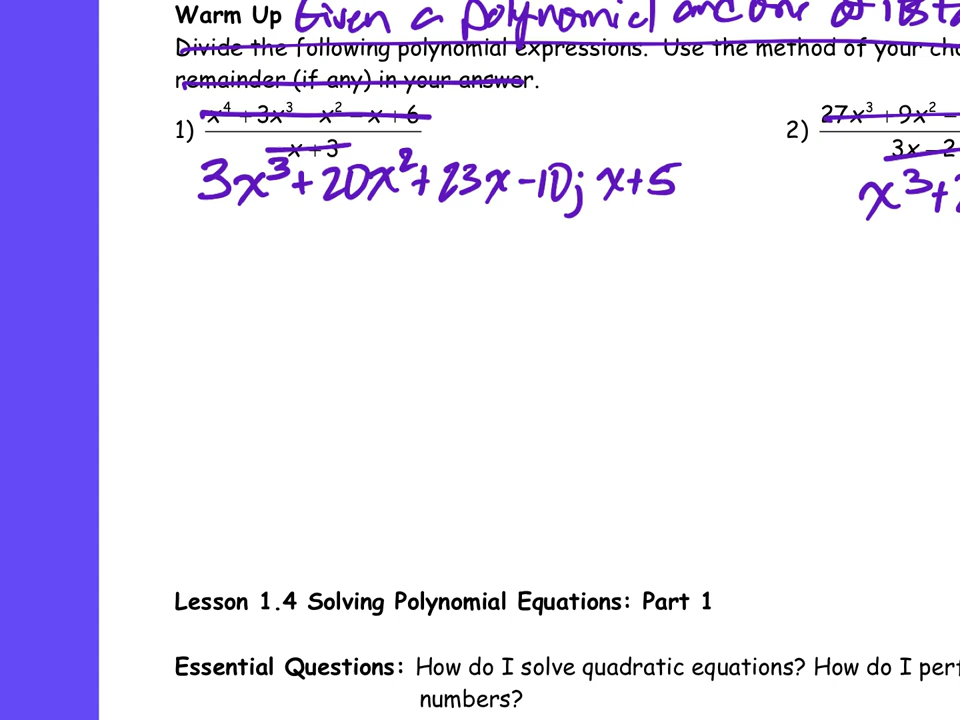 Warm Up Given a polynomial and one of its
Divide the following polynomial expressions. Use the method of your
remainder (if any) in your answer.
1) x⁴ + 3x³ - x² - x + 6 / x + 3
2) 27x³ + 9x² - / 3x - 2
3x³ + 20x² + 23x - 10; x + 5
x³ +
Lesson 1.4 Solving Polynomial Equations: Part 1
Essential Questions: How do I solve quadratic equations? How do I
numbers?